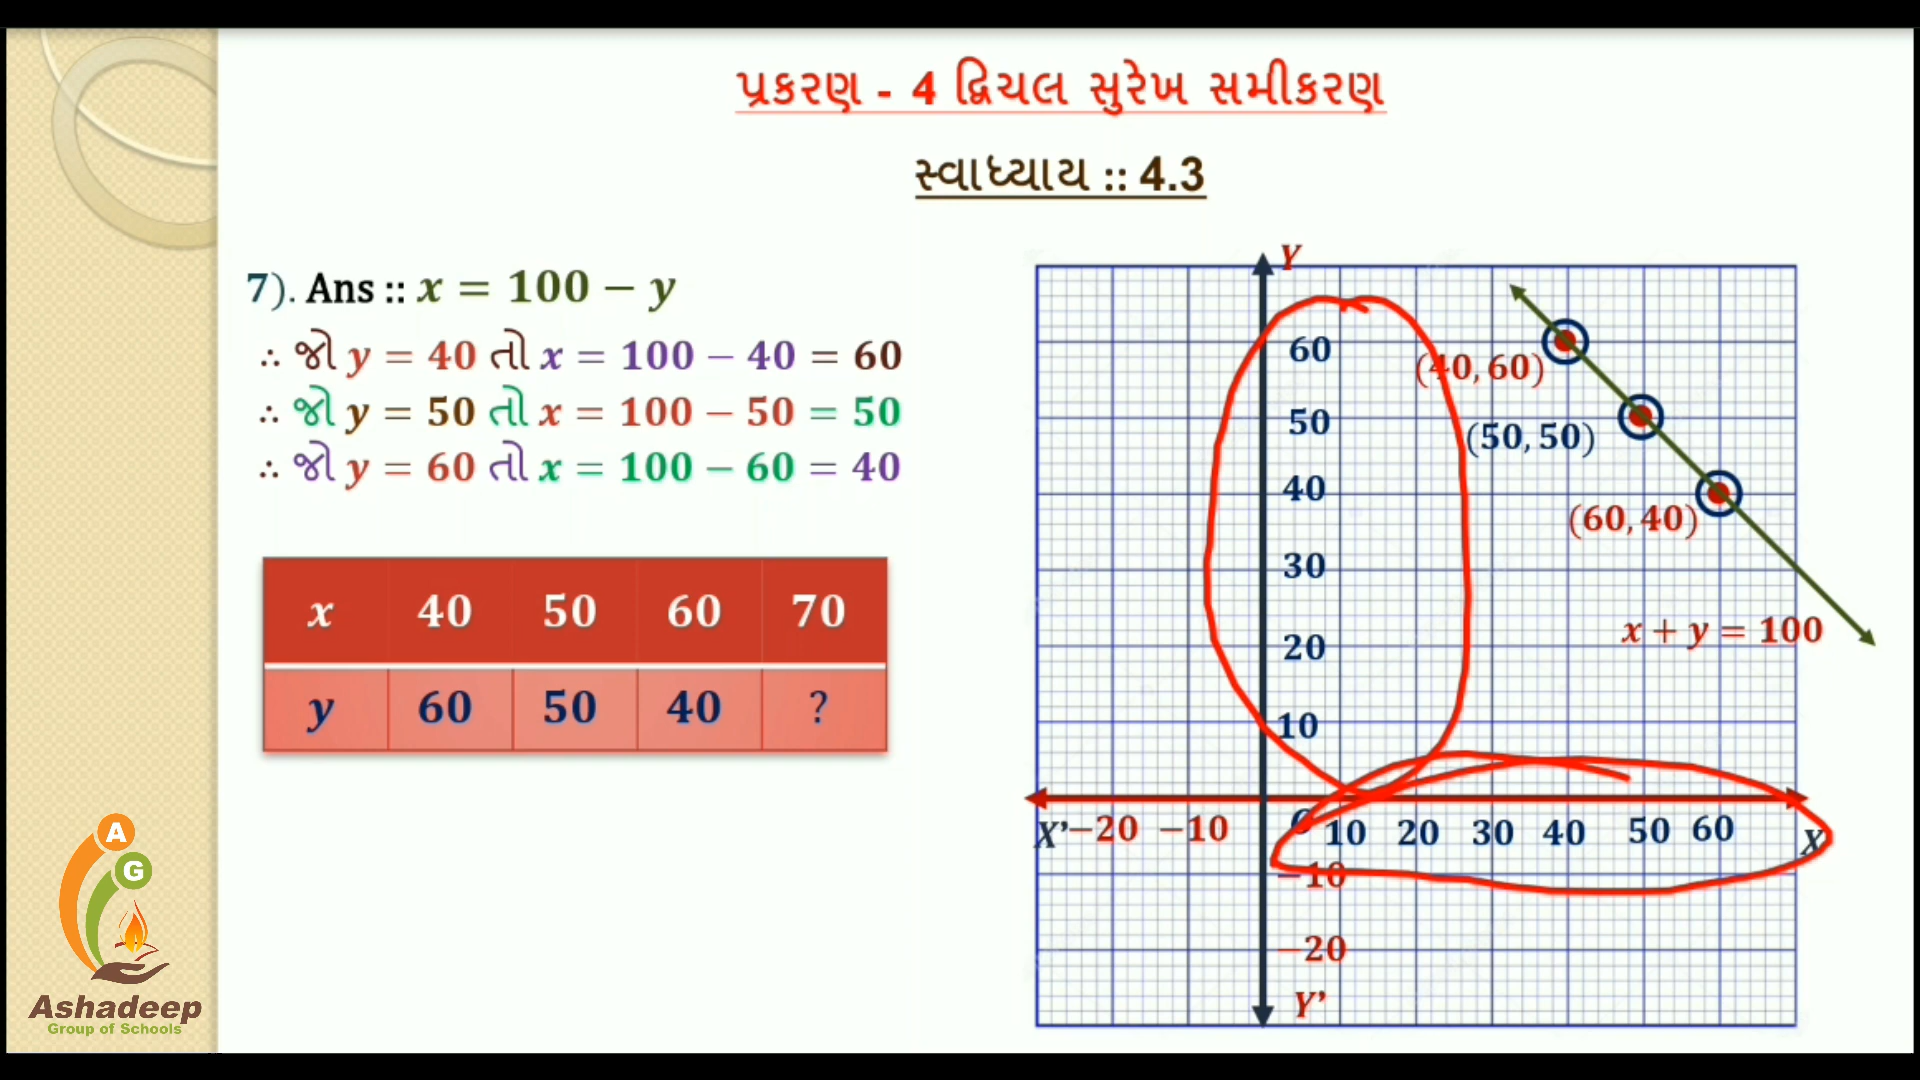 પ્રકરણ - 4 દ્વિચલ સુરેખ સમીકરણ
સ્વાધ્યાય :: 4.3
7). Ans :: x = 100 − y
∴ જો y = 40 તો x = 100 − 40 = 60
∴ જો y = 50 તો x = 100 − 50 = 50
∴ જો y = 60 તો x = 100 − 60 = 40
x 40 50 60 70
y 60 50 40 ?
Y
60
(40, 60)
50
(50, 50)
40
(60, 40)
30
20
x + y = 100
10
X’ −20 −10 0 10 20 30 40 50 60 X
−10
−20
Y’
A
G
Ashadeep
Group of Schools